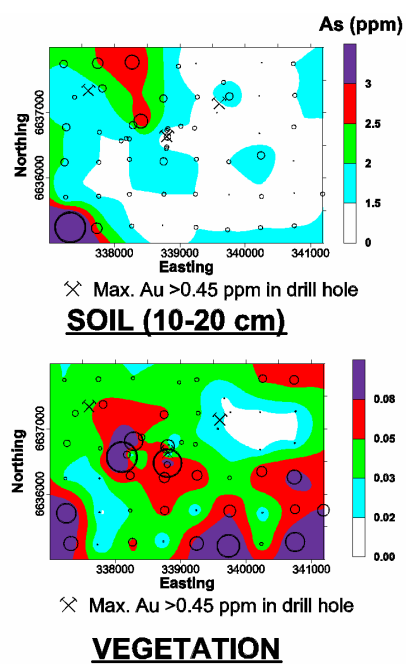 As (ppm)
3
2.5
2
1.5
0
Northing
6637000
6636000
338000 339000 340000 341000
Easting
Max. Au >0.45 ppm in drill hole
SOIL (10-20 cm)
0.08
0.05
0.03
0.02
0.00
Northing
6637000
6636000
338000 339000 340000 341000
Easting
Max. Au >0.45 ppm in drill hole
VEGETATION